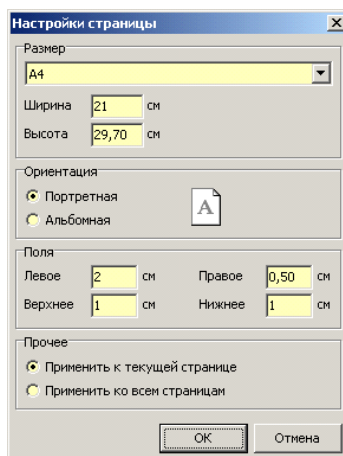 Настройки страницы
Размер
A4
Ширина 21 см
Высота 29,70 см
Ориентация
Портретная
A
Альбомная
Поля
Левое 2 см Правое 0,50 см
Верхнее 1 см Нижнее 1 см
Прочее
Применить к текущей странице
Применить ко всем страницам
OK Отмена